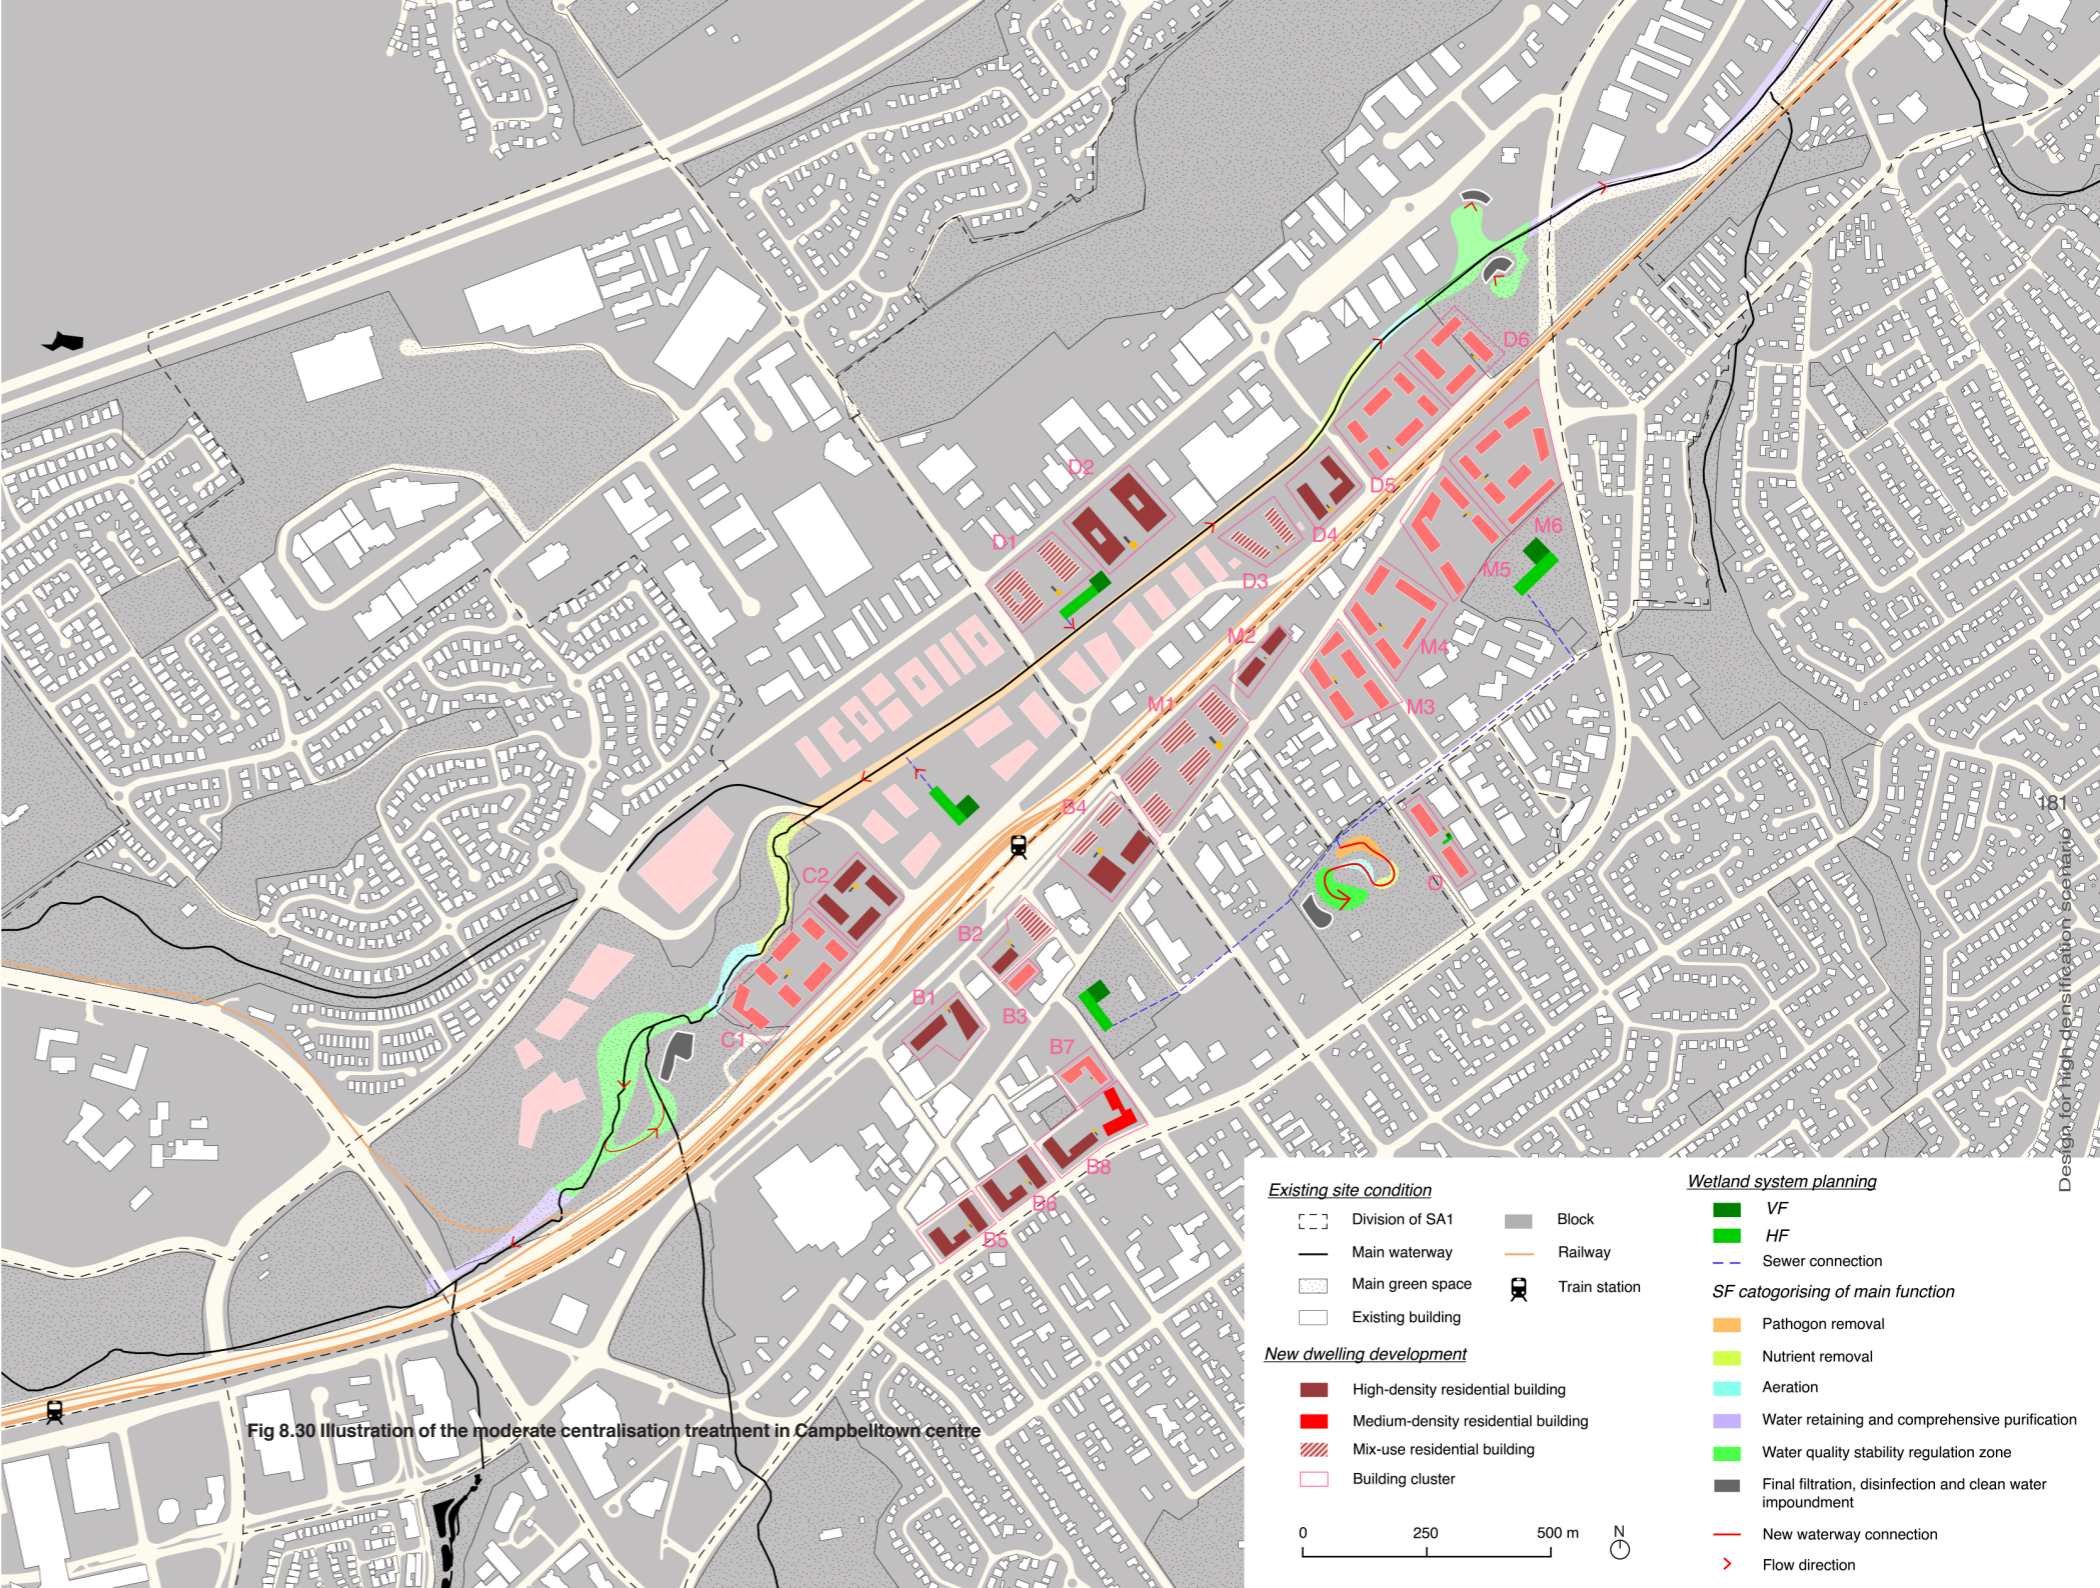 D6
D2
D5
D1
D4
M6
M5
D3
M2
M4
M3
M1
181
B4
C2
O
B2
B1
B3
C1
B7
B8
B6
B5
Design for high-densification scenario
Fig 8.30 Illustration of the moderate centralisation treatment in Campbelltown centre
Existing site condition
Division of SA1
Block
Main waterway
Railway
Main green space
Train station
Existing building
New dwelling development
High-density residential building
Medium-density residential building
Mix-use residential building
Building cluster
0 250 500 m N
Wetland system planning
VF
HF
Sewer connection
SF catogorising of main function
Pathogon removal
Nutrient removal
Aeration
Water retaining and comprehensive purification
Water quality stability regulation zone
Final filtration, disinfection and clean water
impoundment
New waterway connection
Flow direction